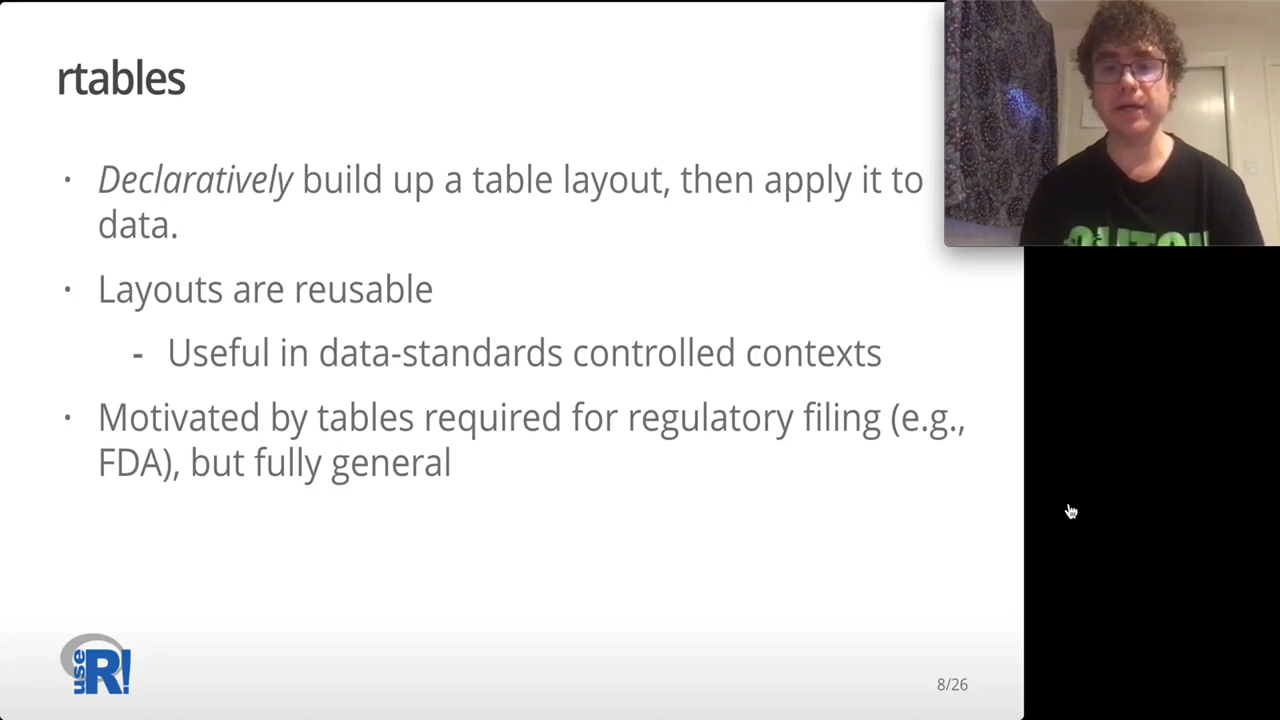 rtables
• Declaratively build up a table layout, then apply it to
data.
• Layouts are reusable
- Useful in data-standards controlled contexts
• Motivated by tables required for regulatory filing (e.g.,
FDA), but fully general
use R!
8/26